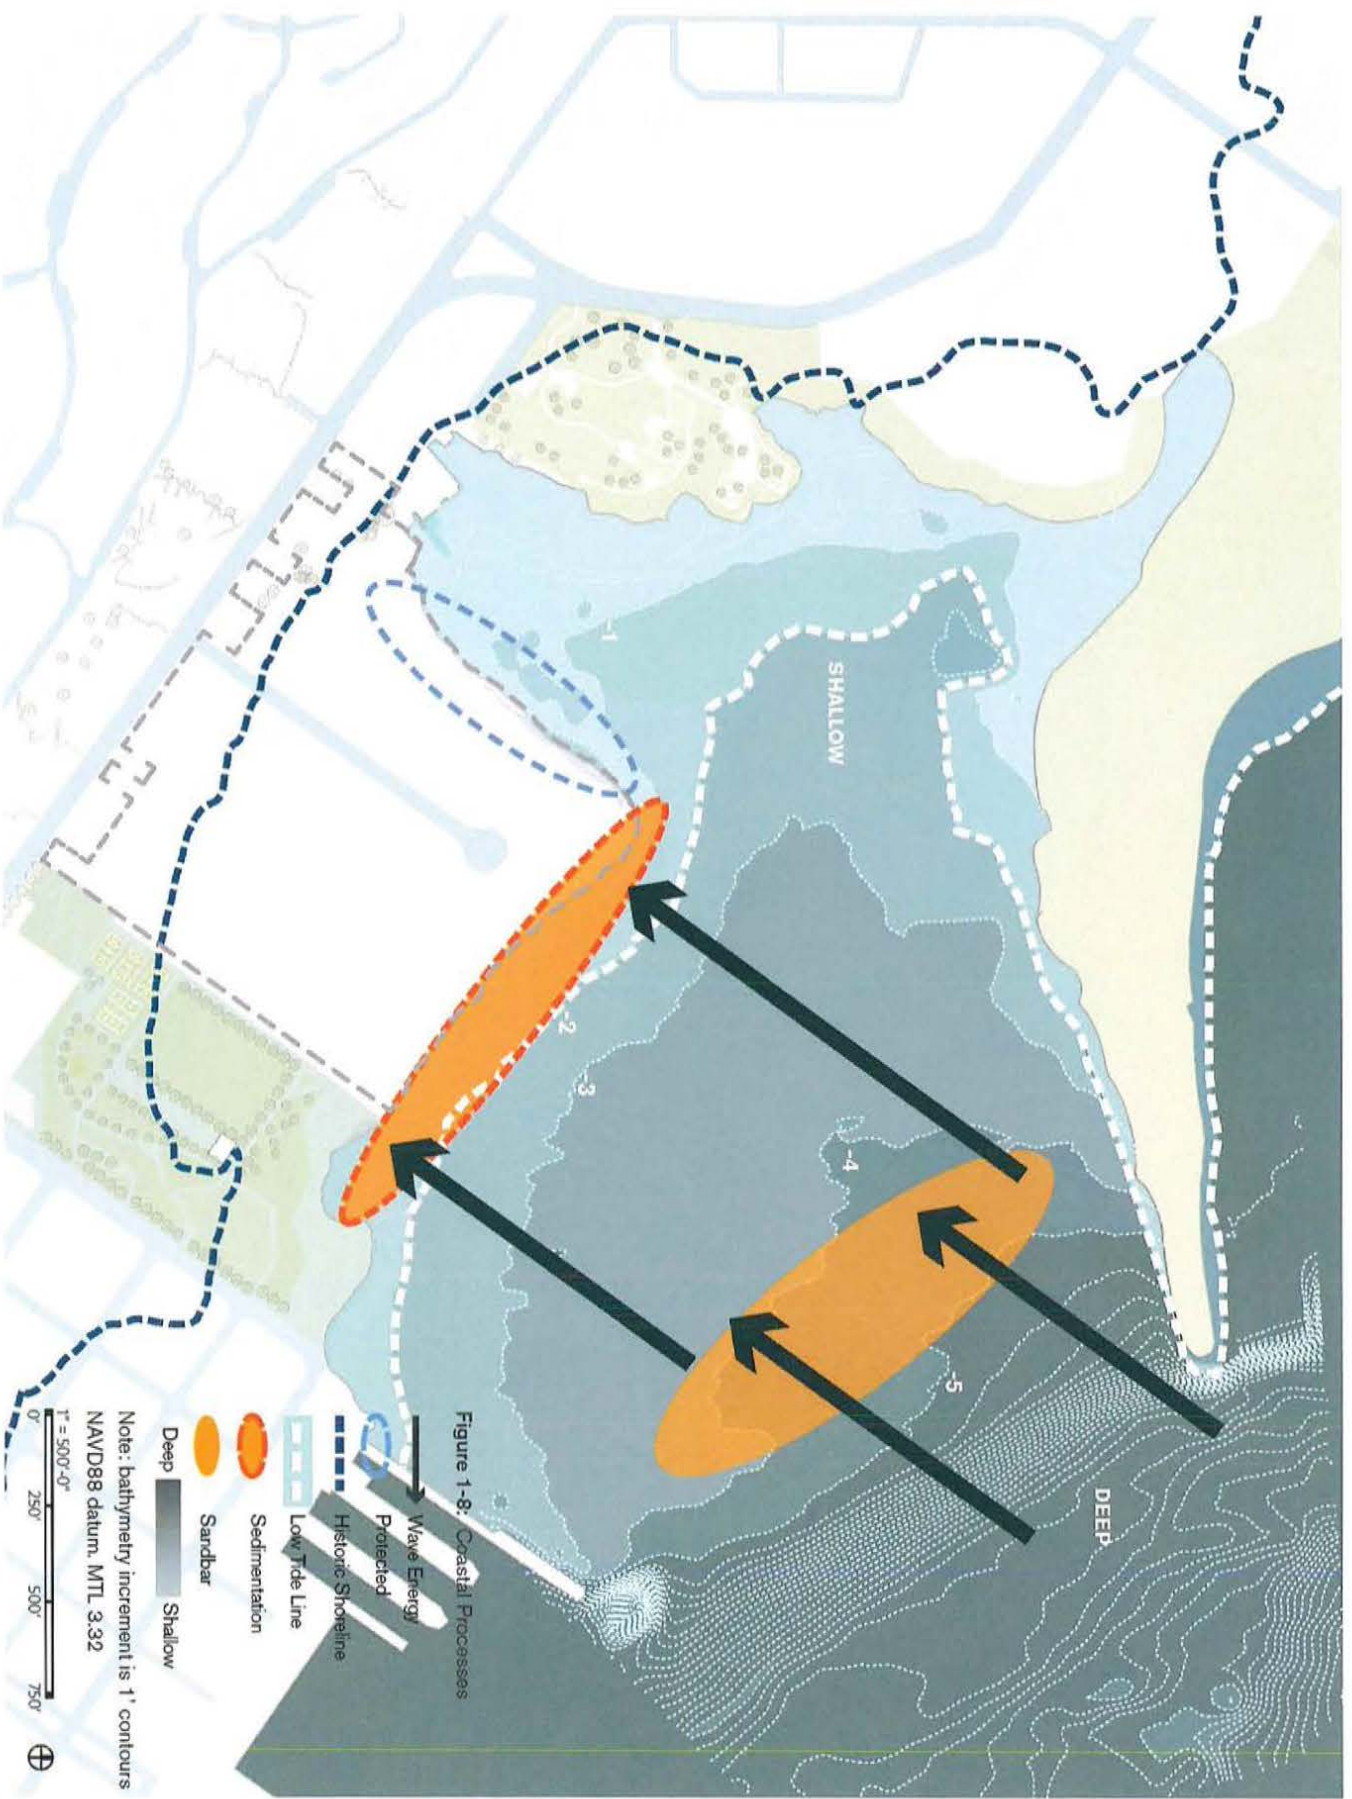 SHALLOW
DEEP
-1
-2
-3
-4
-5
Figure 1-8: Coastal Processes
Wave Energy
Protected
Historic Shoreline
Low Tide Line
Sedimentation
Sandbar
Deep Shallow
Note: bathymetry increment is 1' contours
NAVD88 datum. MTL 3.32
1" = 500'-0"
0' 250' 500' 750'